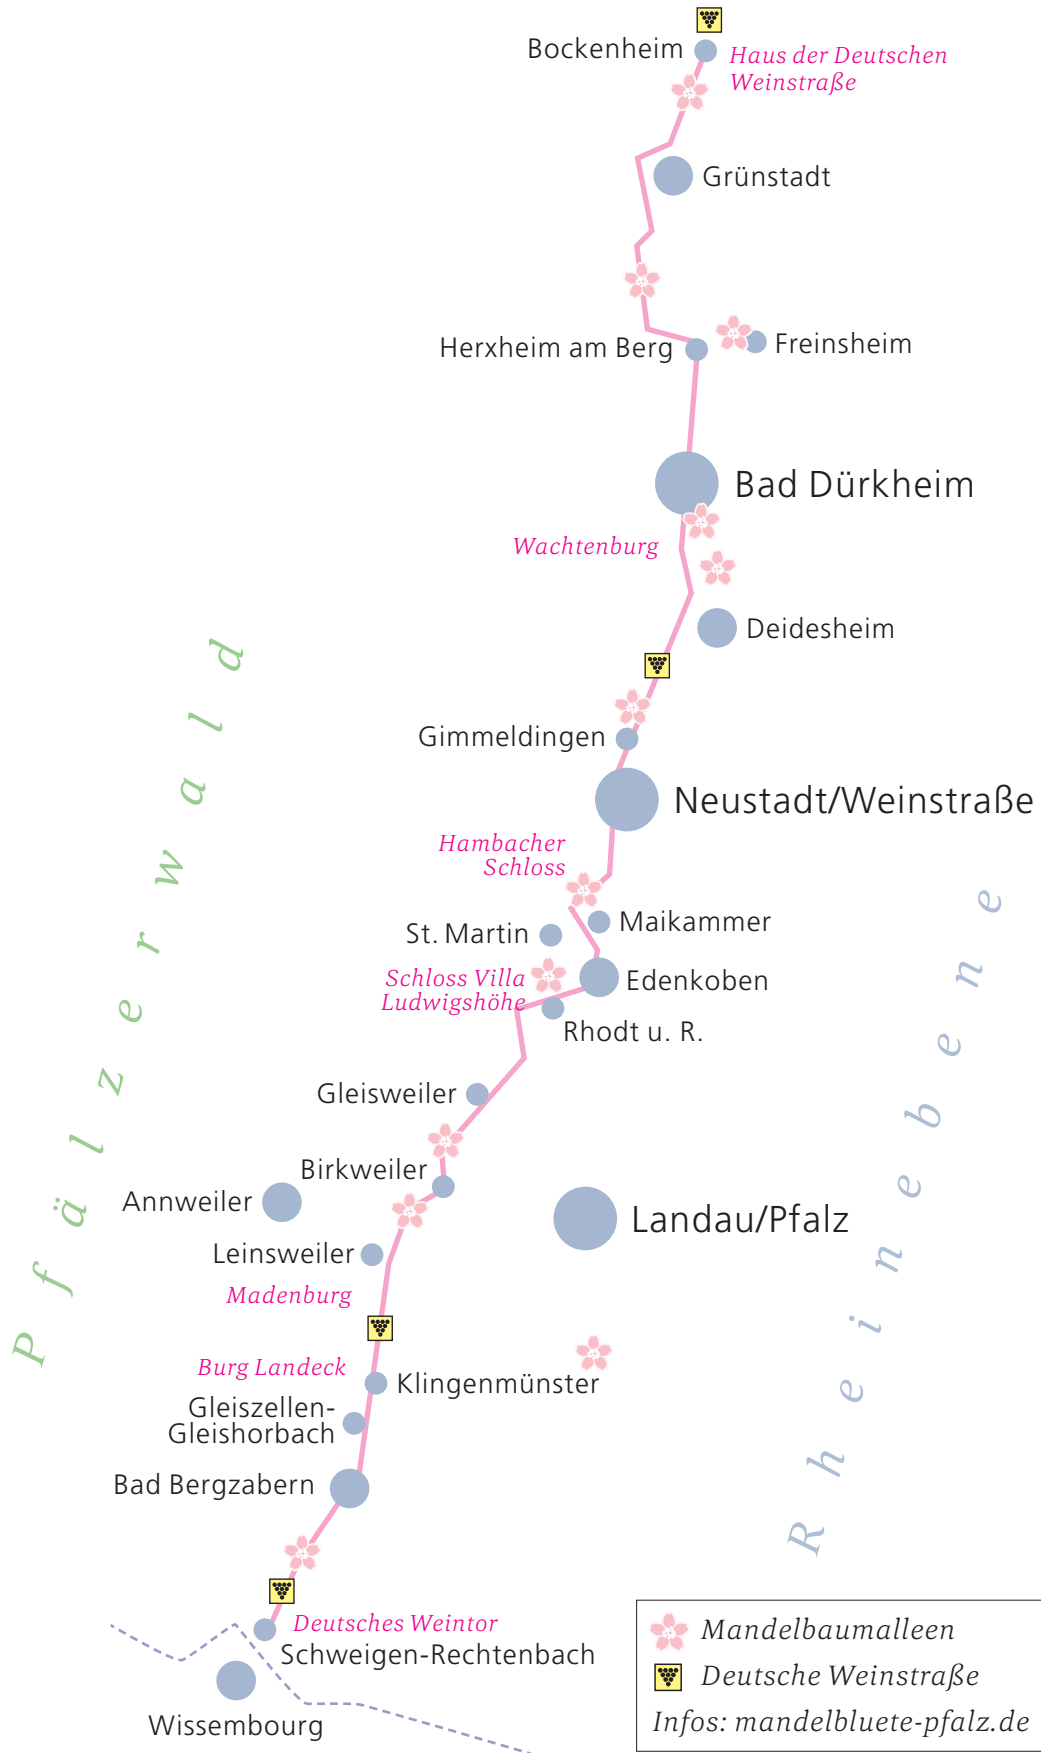 Bockenheim
Haus der Deutschen
Weinstraße
Grünstadt
Herxheim am Berg
Freinsheim
Bad Dürkheim
Wachtenburg
Deidesheim
Gimmeldingen
Neustadt/Weinstraße
Hambacher
Schloss
Maikammer
St. Martin
Schloss Villa
Ludwigshöhe
Edenkoben
Rhodt u. R.
Gleisweiler
Birkweiler
Annweiler
Landau/Pfalz
Leinsweiler
Madenburg
Burg Landeck
Klingenmünster
Gleiszellen-
Gleishorbach
Bad Bergzabern
Deutsches Weintor
Schweigen-Rechtenbach
Wissembourg
Pfälzerwald
Rheinebene
Mandelbaumalleen
Deutsche Weinstraße
Infos: mandelbluete-pfalz.de